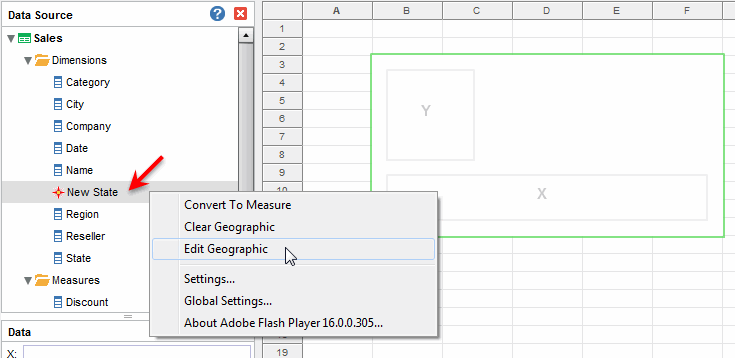 Data Source ?
Sales
Dimensions
Category
City
Company
Date
Name
New State
Region
Reseller
State
Measures
Discount
Data
X:
Convert To Measure
Clear Geographic
Edit Geographic
Settings...
Global Settings...
About Adobe Flash Player 16.0.0.305...
A B C D E F
1
2
3
4
5
6
7
8
9
10
19
Y
X